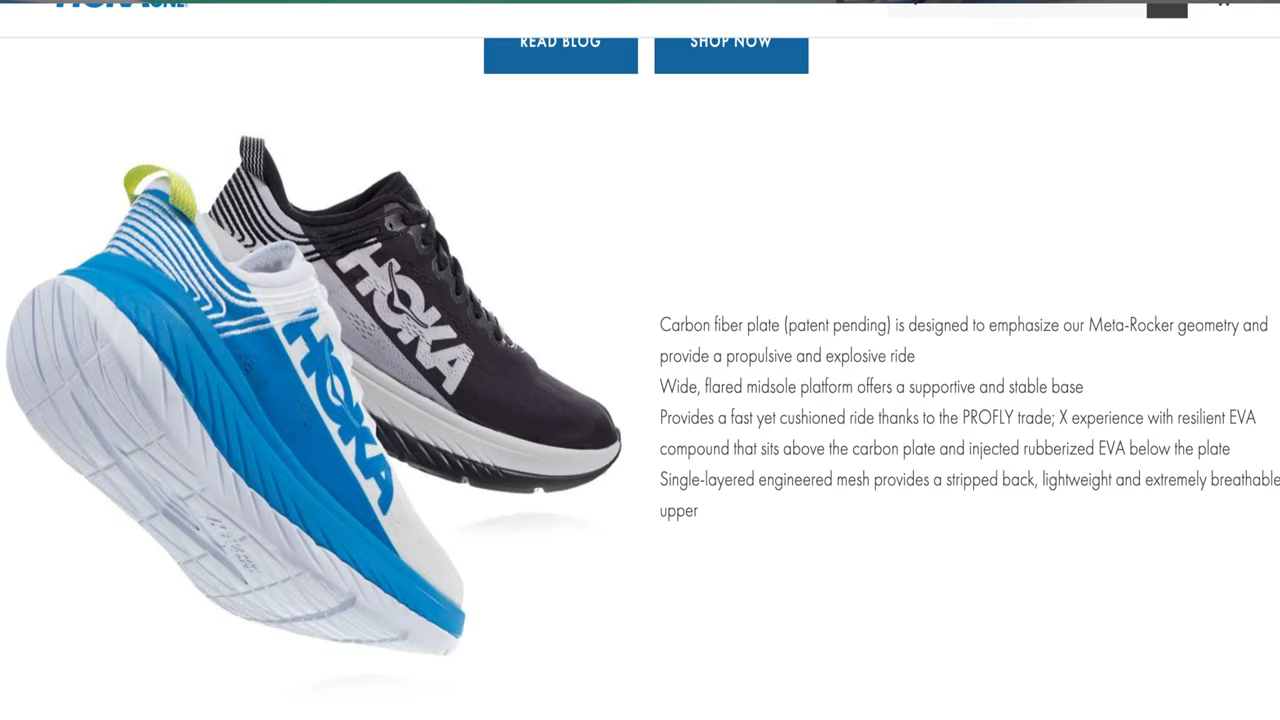 READ BLOG
SHOP NOW
HOKA
HOKA
Carbon fiber plate (patent pending) is designed to emphasize our Meta-Rocker geometry and
provide a propulsive and explosive ride
Wide, flared midsole platform offers a supportive and stable base
Provides a fast yet cushioned ride thanks to the PROFLY trade; X experience with resilient EVA
compound that sits above the carbon plate and injected rubberized EVA below the plate
Single-layered engineered mesh provides a stripped back, lightweight and extremely breathable
upper